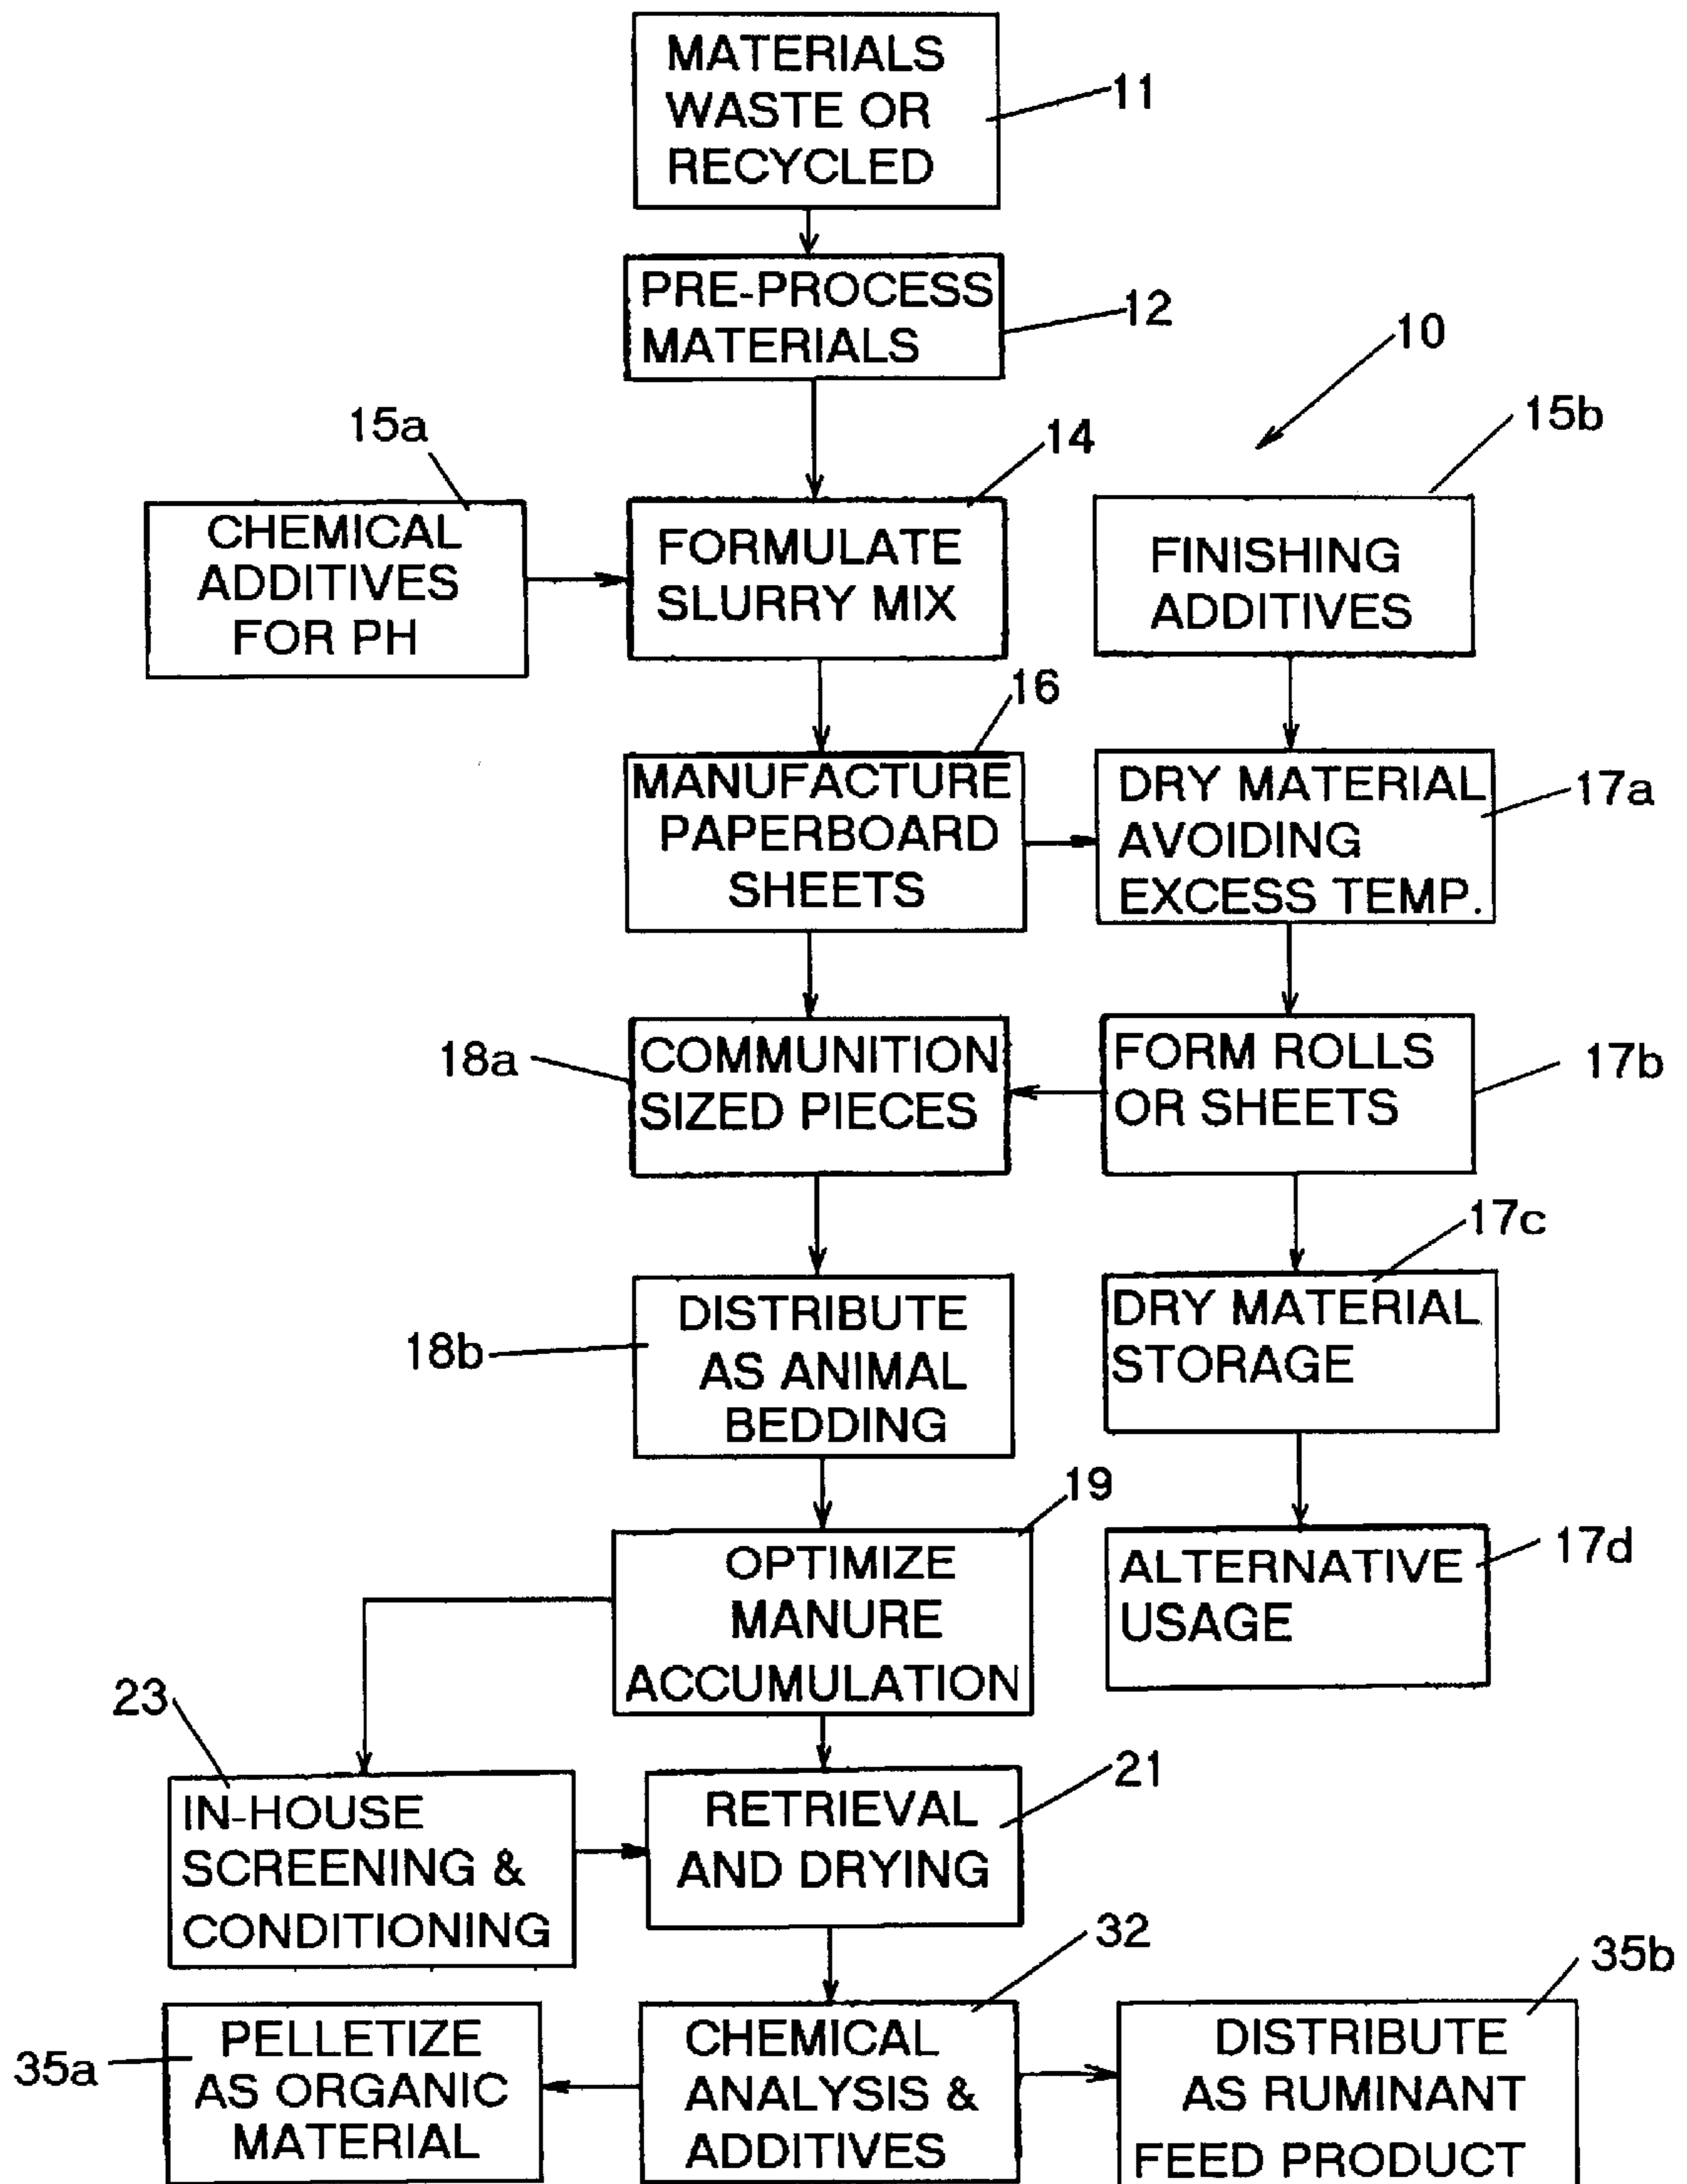 MATERIALS
WASTE OR
RECYCLED
11
PRE-PROCESS
MATERIALS
12
10
15a
14
15b
CHEMICAL
ADDITIVES
FOR PH
FORMULATE
SLURRY MIX
FINISHING
ADDITIVES
16
MANUFACTURE
PAPERBOARD
SHEETS
DRY MATERIAL
AVOIDING
EXCESS TEMP.
17a
18a
COMMUNITION
SIZED PIECES
FORM ROLLS
OR SHEETS
17b
17c
18b
DISTRIBUTE
AS ANIMAL
BEDDING
DRY MATERIAL
STORAGE
19
OPTIMIZE
MANURE
ACCUMULATION
ALTERNATIVE
USAGE
17d
23
IN-HOUSE
SCREENING &
CONDITIONING
RETRIEVAL
AND DRYING
21
32
35b
35a
PELLETIZE
AS ORGANIC
MATERIAL
CHEMICAL
ANALYSIS &
ADDITIVES
DISTRIBUTE
AS RUMINANT
FEED PRODUCT